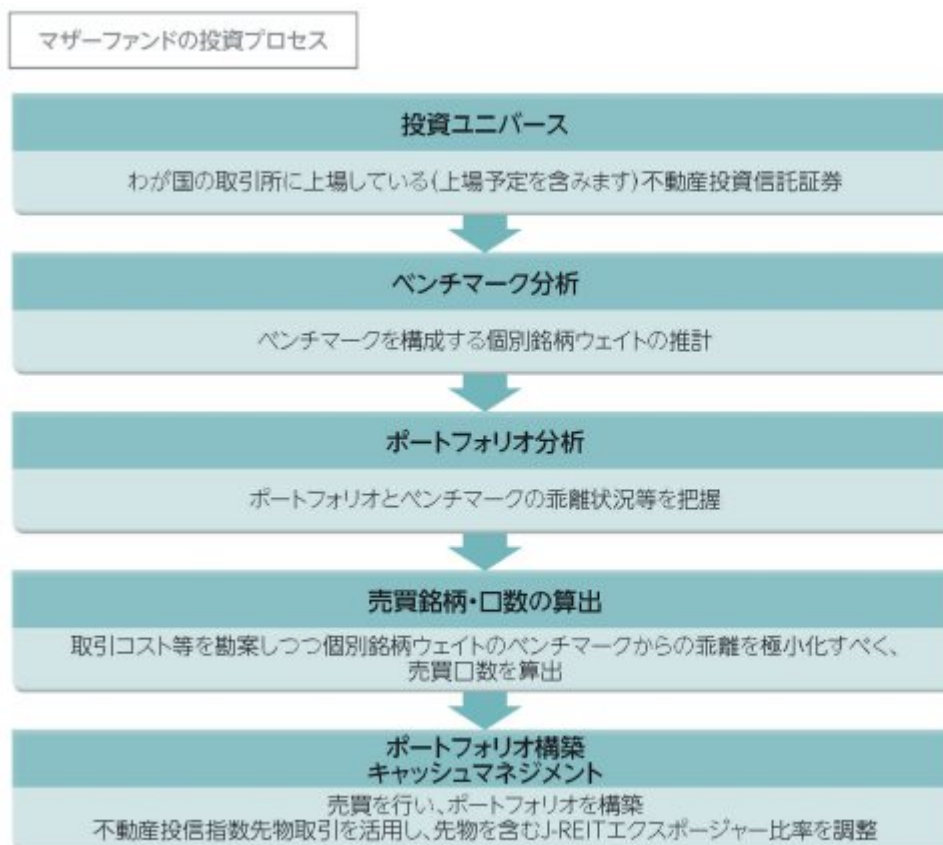 マザーファンドの投資プロセス
投資ユニバース
わが国の取引所に上場している(上場予定を含みます)不動産投資信託証券
ベンチマーク分析
ベンチマークを構成する個別銘柄ウェイトの推計
ポートフォリオ分析
ポートフォリオとベンチマークの乖離状況等を把握
売買銘柄・口数の算出
取引コスト等を勘案しつつ個別銘柄ウェイトのベンチマークからの乖離を極小化すべく、
売買口数を算出
ポートフォリオ構築
キャッシュマネジメント
売買を行い、ポートフォリオを構築
不動産投信指数先物取引を活用し、先物を含むJ-REITエクスポージャー比率を調整